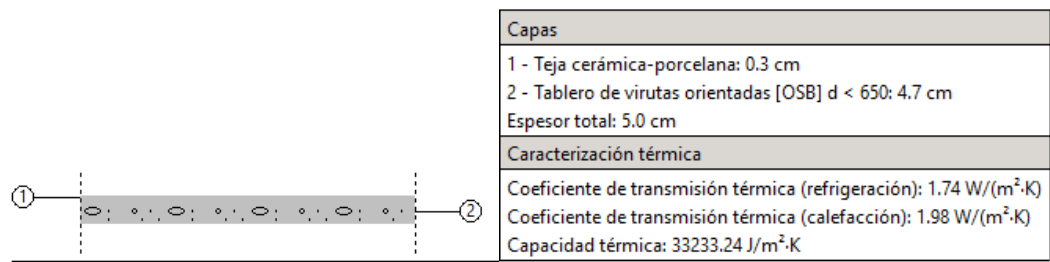 Capas
1 - Teja cerámica-porcelana: 0.3 cm
2 - Tablero de virutas orientadas [OSB] d < 650: 4.7 cm
Espesor total: 5.0 cm
Caracterización térmica
Coeficiente de transmisión térmica (refrigeración): 1.74 W/(m²·K)
Coeficiente de transmisión térmica (calefacción): 1.98 W/(m²·K)
Capacidad térmica: 33233.24 J/m²·K
1
2